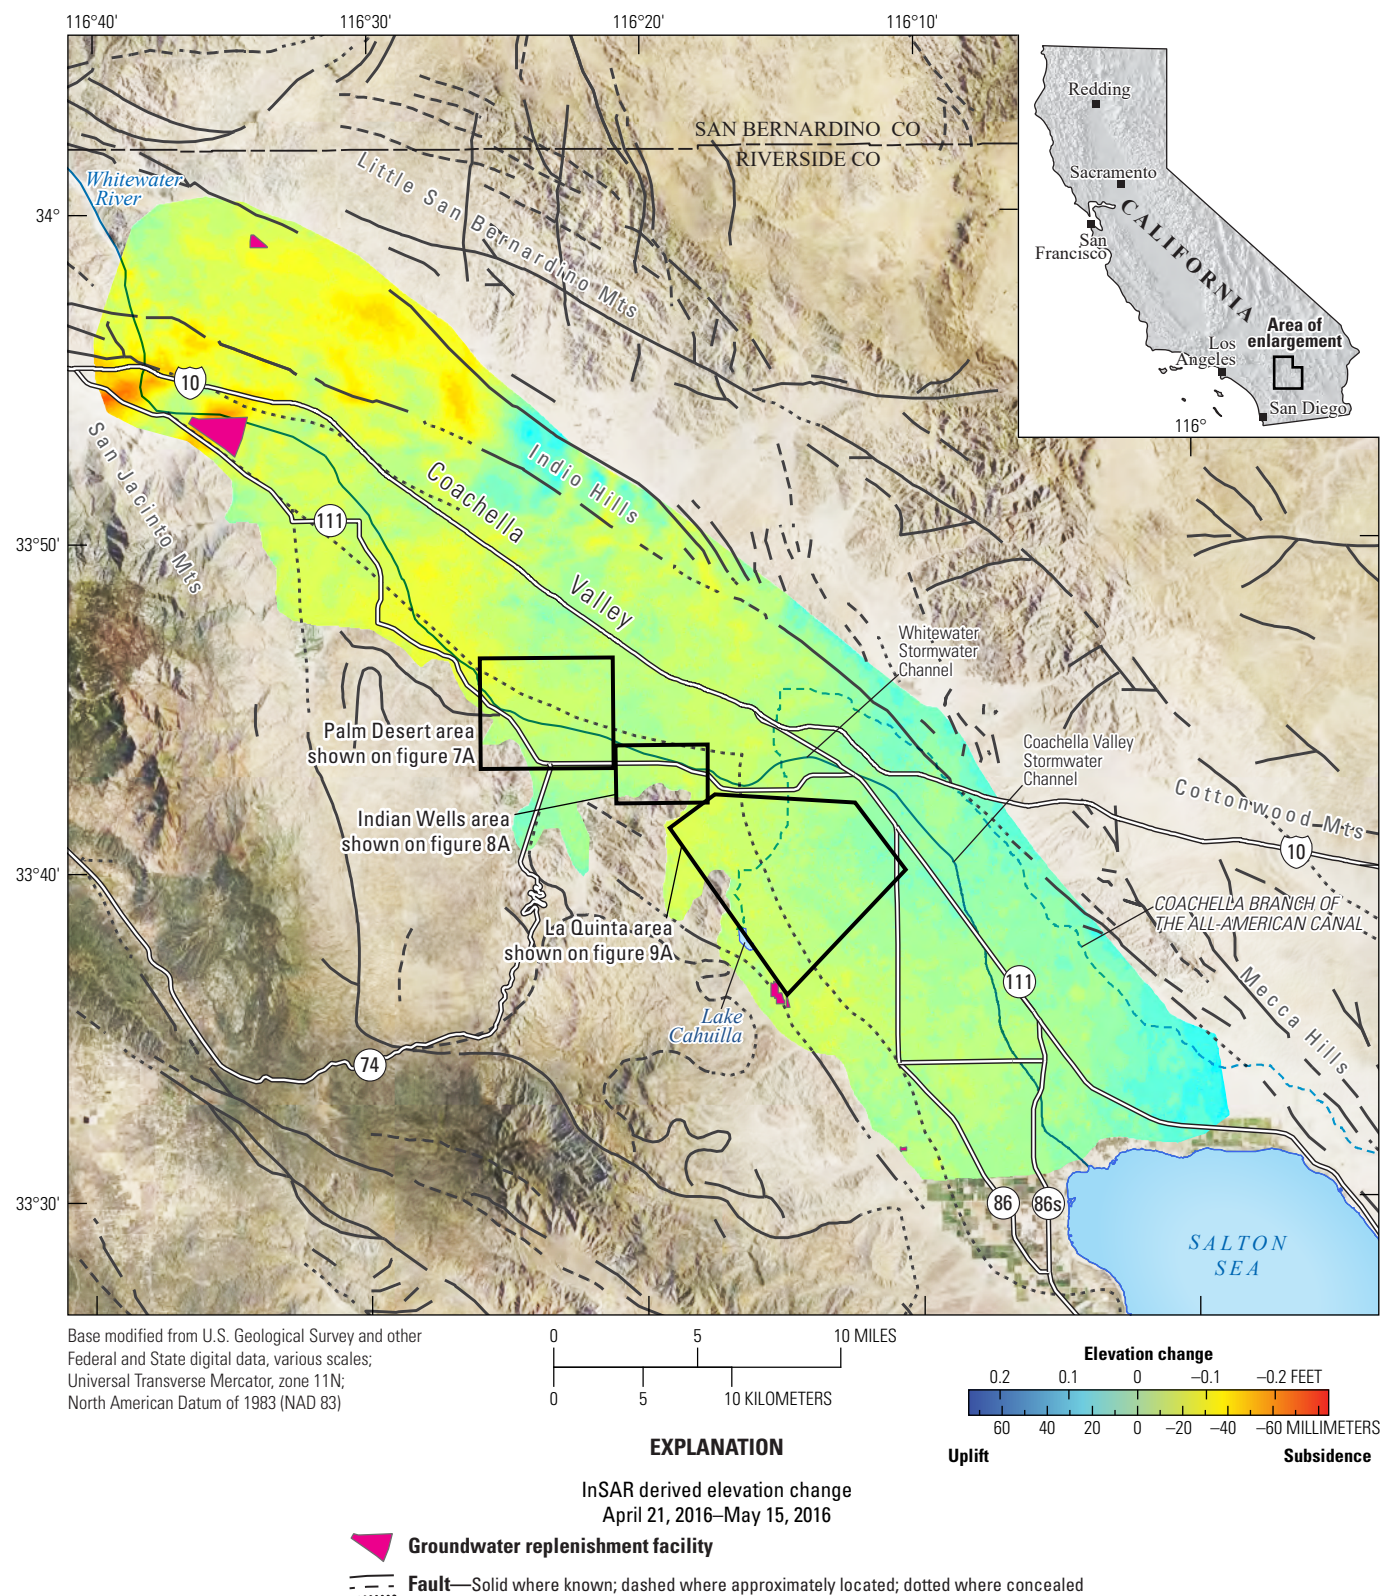 116°40'
116°30'
116°20'
116°10'
34°
33°50'
33°40'
33°30'
116°
SAN BERNARDINO CO
RIVERSIDE CO
Whitewater
River
Little San Bernardino Mts
10
San Jacinto Mts
111
Coachella
Valley
Indio Hills
Whitewater
Stormwater
Channel
Palm Desert area
shown on figure 7A
Coachella Valley
Stormwater
Channel
Cottonwood Mts
10
Indian Wells area
shown on figure 8A
La Quinta area
shown on figure 9A
COACHELLA BRANCH OF
THE ALL-AMERICAN CANAL
Mecca Hills
111
Lake
Cahuilla
74
86
86s
SALTON
SEA
Redding
Sacramento
San
Francisco
CALIFORNIA
Area of
enlargement
Los
Angeles
San Diego
Base modified from U.S. Geological Survey and other
Federal and State digital data, various scales;
Universal Transverse Mercator, zone 11N;
North American Datum of 1983 (NAD 83)
0 5 10 MILES
0 5 10 KILOMETERS
Elevation change
0.2 0.1 0 –0.1 –0.2 FEET
60 40 20 0 –20 –40 –60 MILLIMETERS
Uplift Subsidence
EXPLANATION
InSAR derived elevation change
April 21, 2016–May 15, 2016
Groundwater replenishment facility
Fault—Solid where known; dashed where approximately located; dotted where concealed